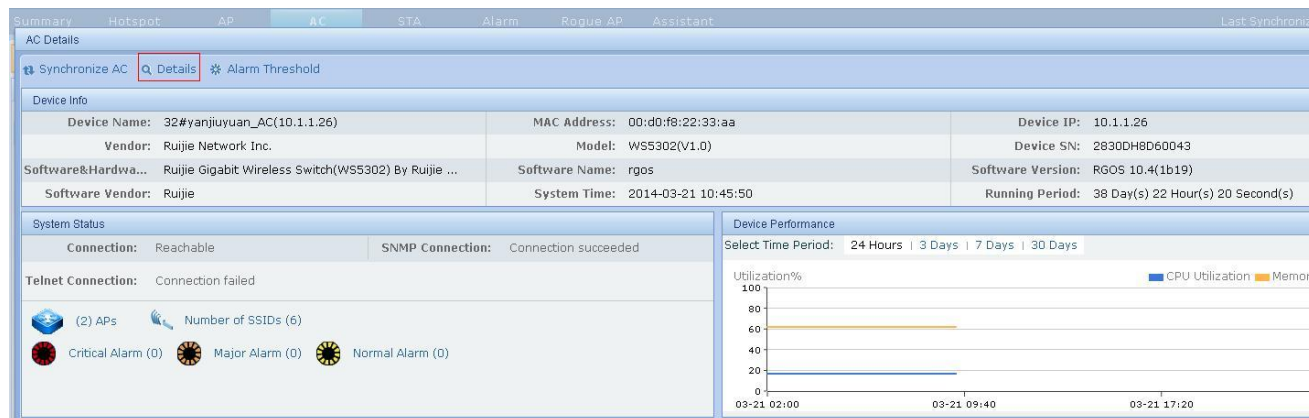 Summary Hotspot AP AC STA Alarm Rogue AP Assistant Last Synchroniz
AC Details
Synchronize AC Details Alarm Threshold
Device Info
Device Name: 32#yanjiuyuan_AC(10.1.1.26) MAC Address: 00:d0:f8:22:33:aa Device IP: 10.1.1.26
Vendor: Ruijie Network Inc. Model: WS5302(V1.0) Device SN: 2830DH8D60043
Software&Hardwa... Ruijie Gigabit Wireless Switch(WS5302) By Ruijie ... Software Name: rgos Software Version: RGOS 10.4(1b19)
Software Vendor: Ruijie System Time: 2014-03-21 10:45:50 Running Period: 38 Day(s) 22 Hour(s) 20 Second(s)
System Status
Connection: Reachable SNMP Connection: Connection succeeded
Telnet Connection: Connection failed
(2) APs Number of SSIDs (6)
Critical Alarm (0) Major Alarm (0) Normal Alarm (0)
Device Performance
Select Time Period: 24 Hours | 3 Days | 7 Days | 30 Days
Utilization% CPU Utilization Memor
100
80
60
40
20
0
03-21 02:00 03-21 09:40 03-21 17:20